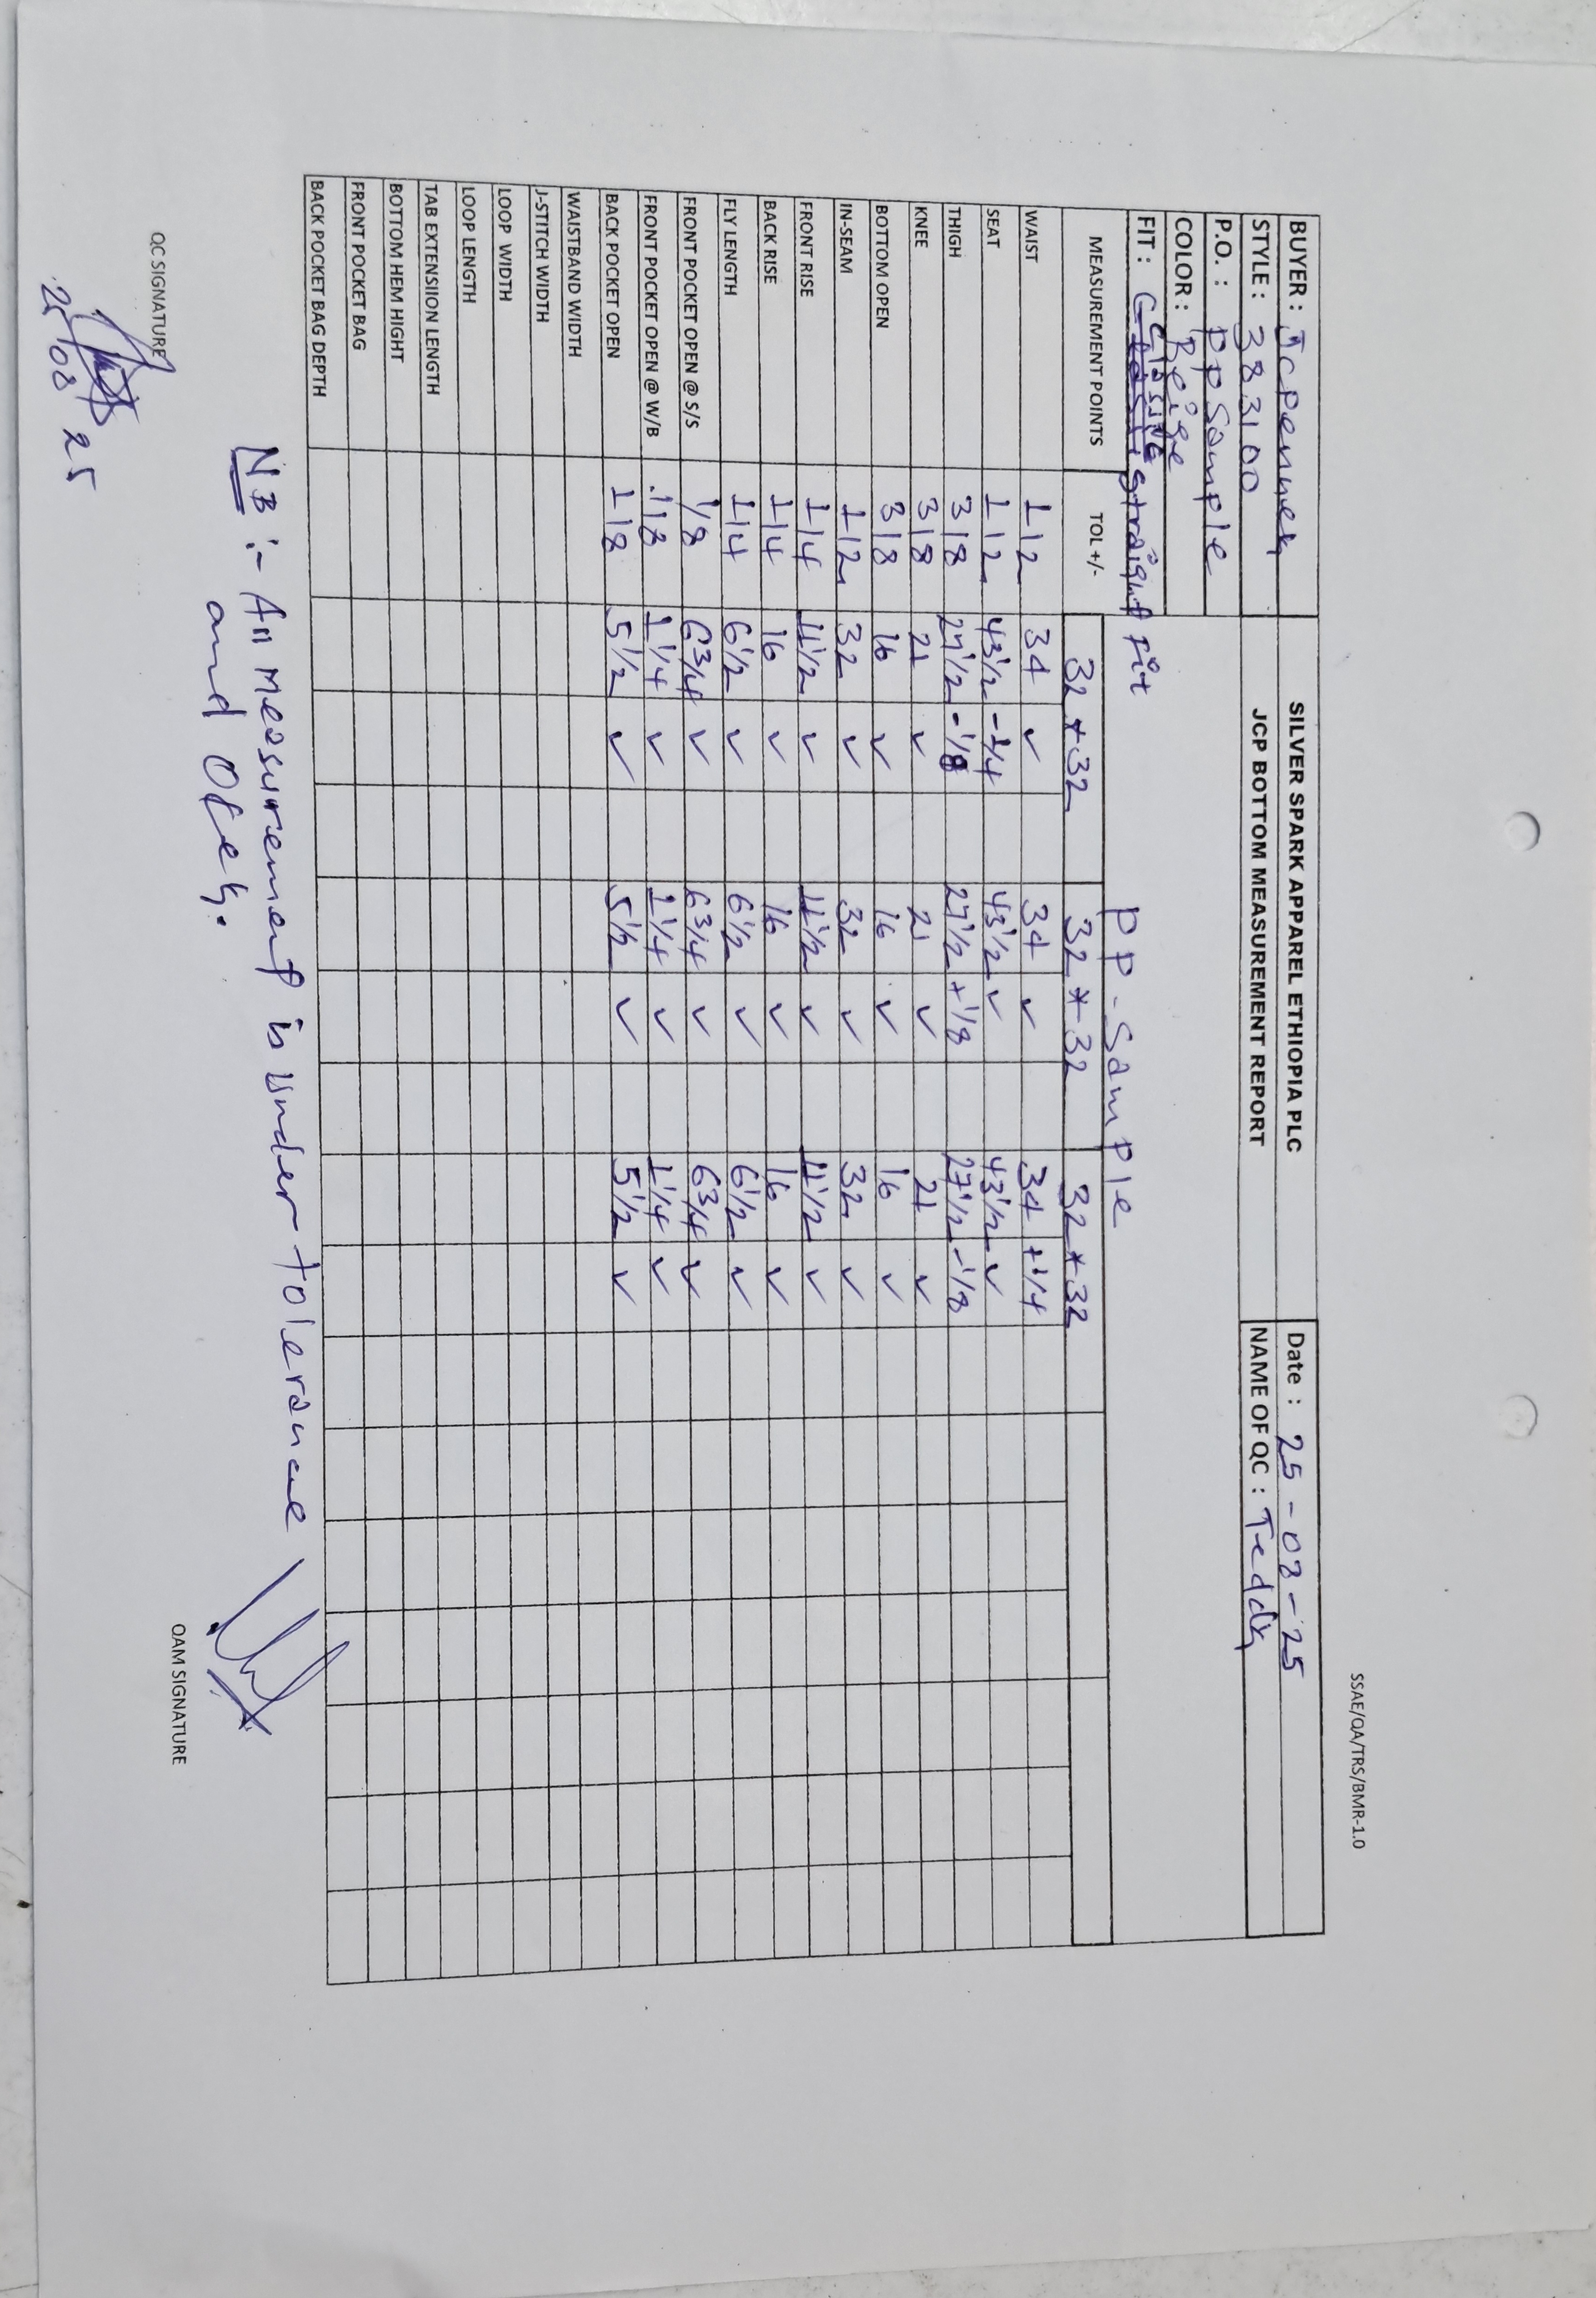 SSAE/QA/TRS/BMR-1.0
BUYER : Jcpenney SILVER SPARK APPAREL ETHIOPIA PLC Date : 25-08-25
STYLE : 383100 JCP BOTTOM MEASUREMENT REPORT NAME OF QC : Teddy
P.O. : PP Sample
COLOR : Beige
FIT : Straight Fit
PP-Sample
MEASUREMENT POINTS TOL +/- 32*32 32*32 32*32
WAIST 1/2 34 ✓ 34 ✓ 34 +1/4
SEAT 1/2 43 1/2 -1/4 43 1/2 ✓ 43 1/2 ✓
THIGH 3/8 27 1/2 -1/8 27 1/2 +1/8 27 1/2 -1/8
KNEE 3/8 21 ✓ 21 ✓ 21 ✓
BOTTOM OPEN 3/8 16 ✓ 16 ✓ 16 ✓
IN-SEAM 1/2 32 ✓ 32 ✓ 32 ✓
FRONT RISE 1/4 11 1/2 ✓ 11 1/2 ✓ 11 1/2 ✓
BACK RISE 1/4 16 ✓ 16 ✓ 16 ✓
FLY LENGTH 1/4 6 1/2 ✓ 6 1/2 ✓ 6 1/2 ✓
FRONT POCKET OPEN @ S/S 1/8 6 3/4 ✓ 6 3/4 ✓ 6 3/4 ✓
FRONT POCKET OPEN @ W/B 1/8 1 1/4 ✓ 1 1/4 ✓ 1 1/4 ✓
BACK POCKET OPEN 1/8 5 1/2 ✓ 5 1/2 ✓ 5 1/2 ✓
WAISTBAND WIDTH
J-STITCH WIDTH
LOOP WIDTH
LOOP LENGTH
TAB EXTENSIION LENGTH
BOTTOM HEM HIGHT
FRONT POCKET BAG
BACK POCKET BAG DEPTH
NB :- All Measurement is under tolerance
and Okey.
QAM SIGNATURE
QC SIGNATURE
25/08 25